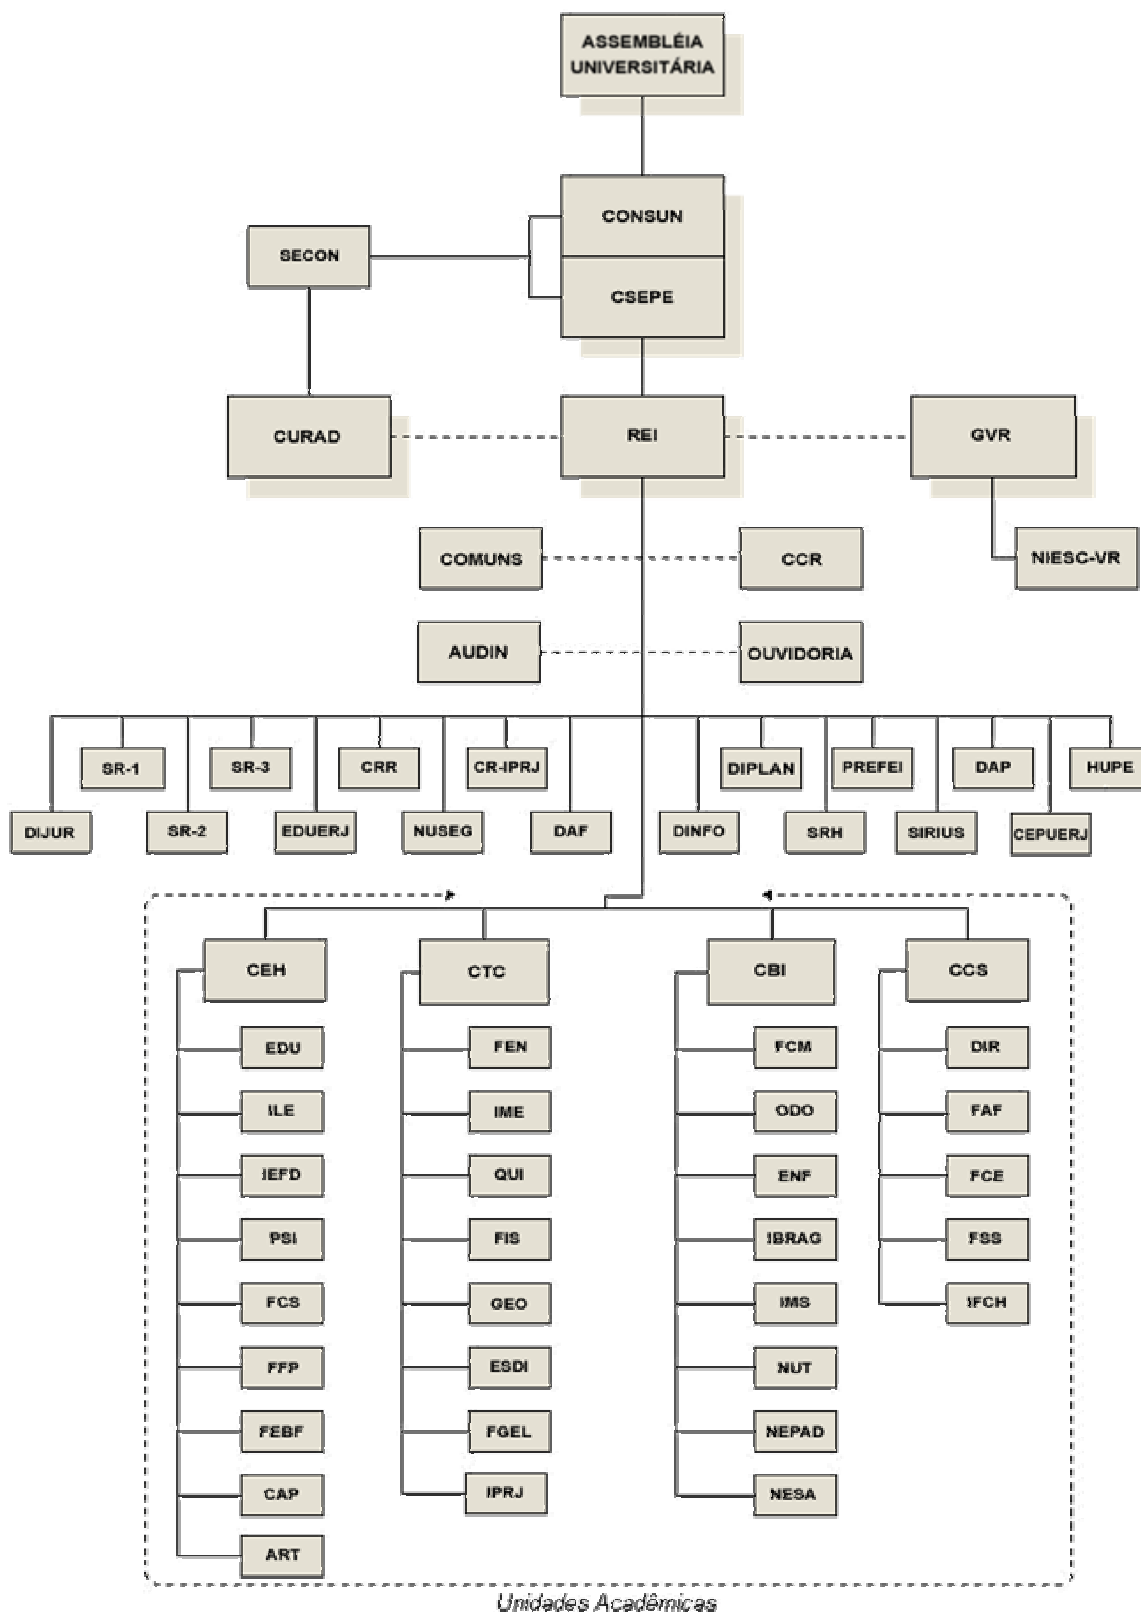 ASSEMBLÉIA
UNIVERSITÁRIA
CONSUN
SECON
CSEPE
CURAD
REI
GVR
COMUNS
CCR
NIESC-VR
AUDIN
OUVIDORIA
SR-1
SR-3
CRR
CR-IPRJ
DIPLAN
PREFEI
DAP
HUPE
DIJUR
SR-2
EDUERJ
NUSEG
DAF
DINFO
SRH
SIRIUS
CEPUERJ
CEH
CTC
CBI
CCS
EDU
FEN
FCM
DIR
ILE
IME
ODO
FAF
IEFD
QUI
ENF
FCE
PSI
FIS
IBRAG
FSS
FCS
GEO
IMS
IFCH
FFP
ESDI
NUT
FEBF
FGEL
NEPAD
CAP
IPRJ
NESA
ART
Unidades Acadêmicas